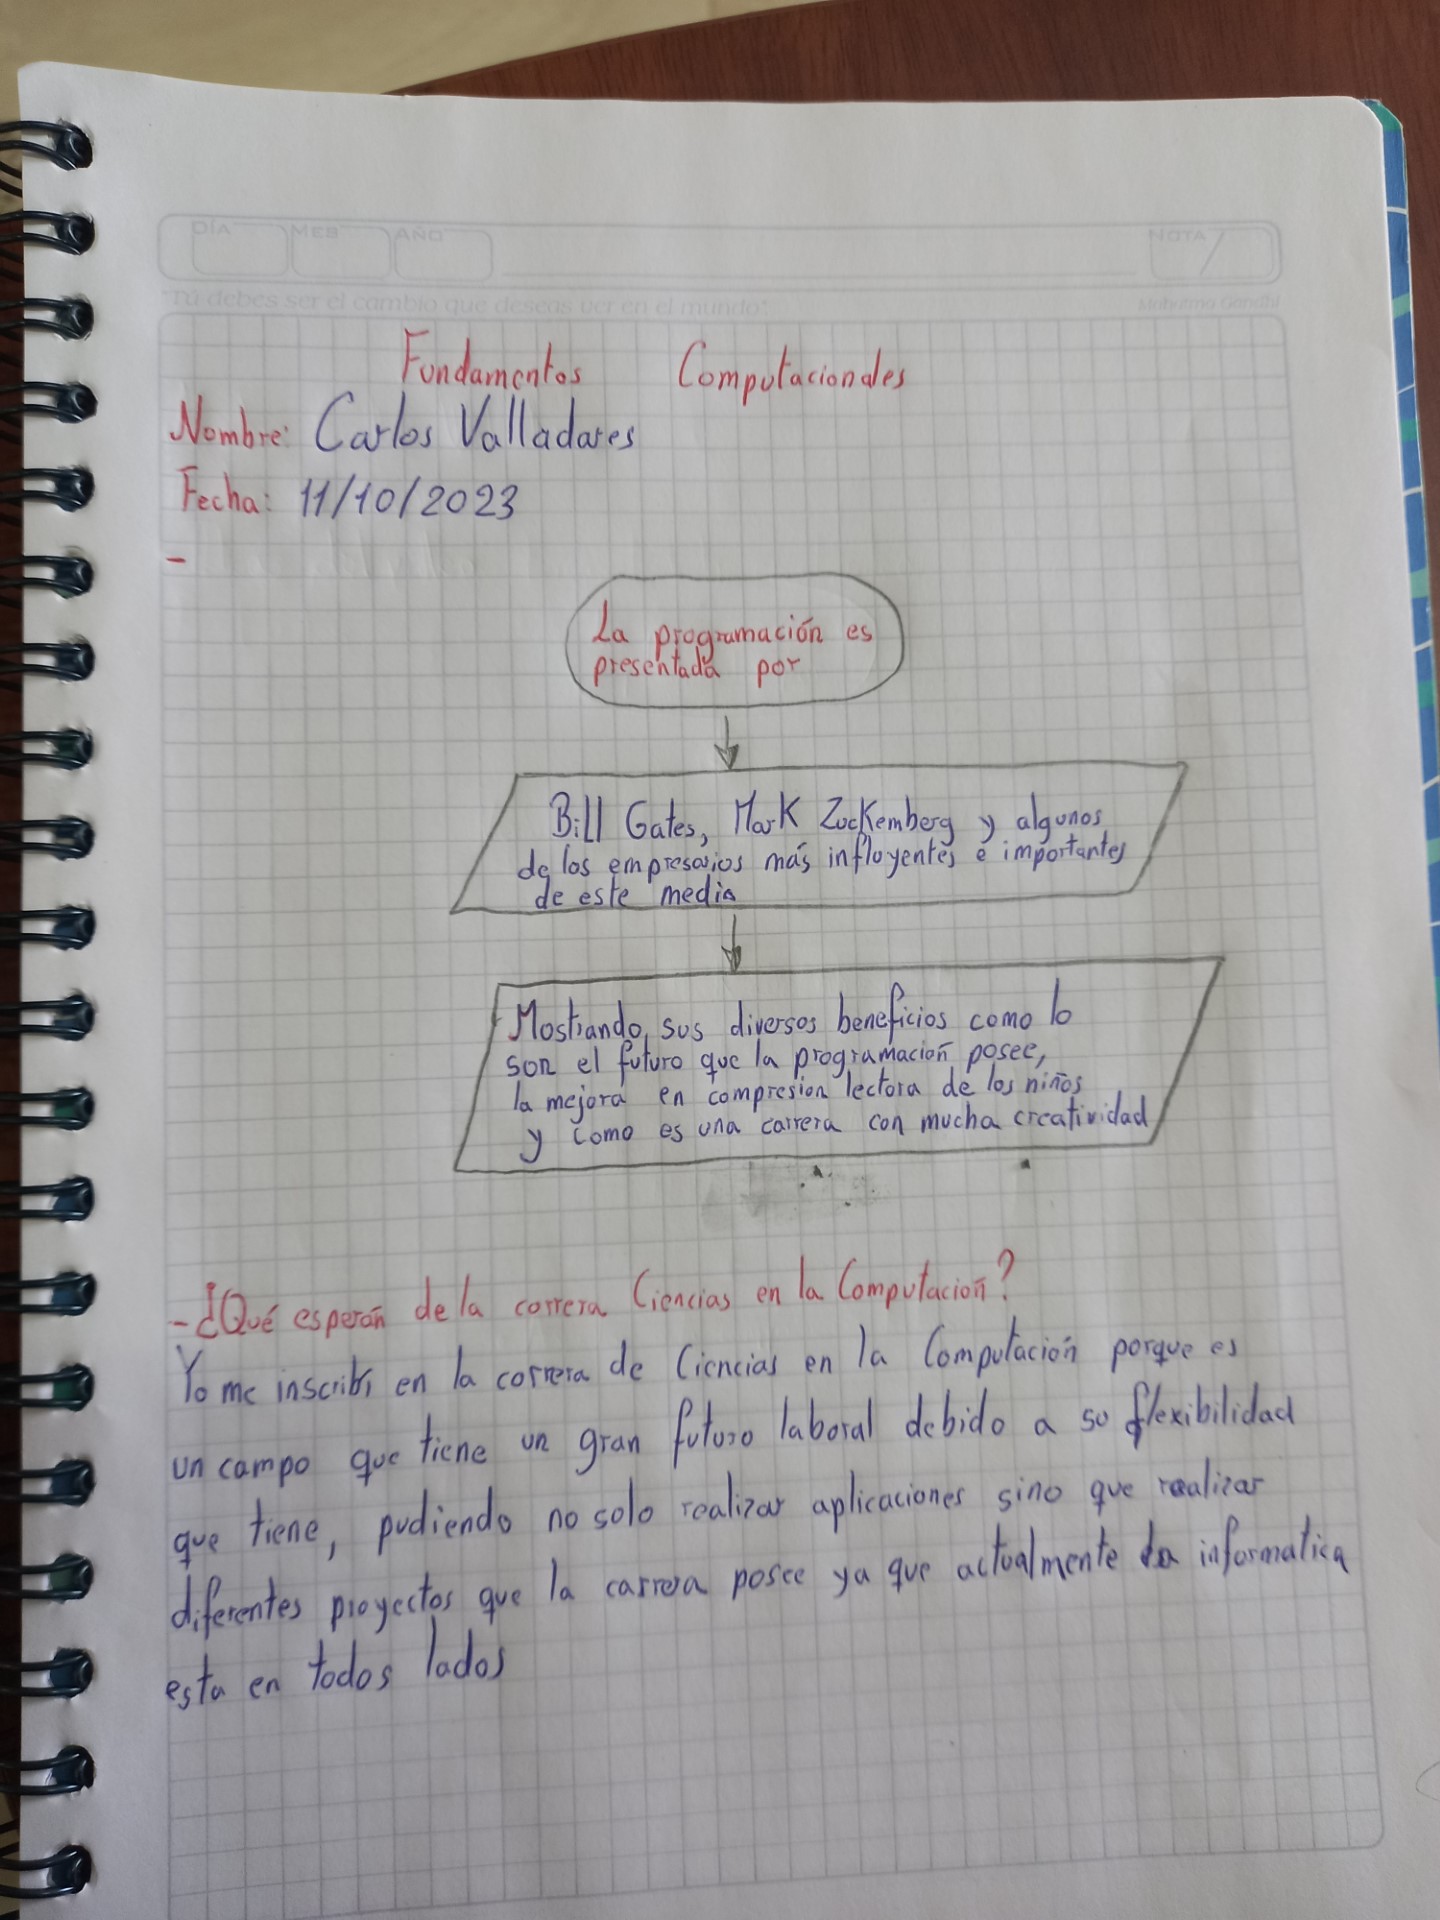 DÍA MES AÑO NOTA
"Tú debes ser el cambio que deseas ver en el mundo". Mahatma Gandhi
Fundamentos Computacionales
Nombre: Carlos Valladares
Fecha: 11/10/2023
-
La programación es
presentada por
Bill Gates, Mark Zuckemberg y algunos
de los empresarios más influyentes e importantes
de este medio
Mostrando sus diversos beneficios como lo
son el futuro que la programación posee,
la mejora en compresion lectora de los niños
y como es una carrera con mucha creatividad
- ¿Qué esperán de la carrera Ciencias en la Computación?
Yo me inscribi en la carrera de Ciencias en la Computación porque es
un campo que tiene un gran futuro laboral debido a su flexibilidad
que tiene, pudiendo no solo realizar aplicaciones sino que realizar
diferentes proyectos que la carrera posee ya que actualmente la informatica
esta en todos lados